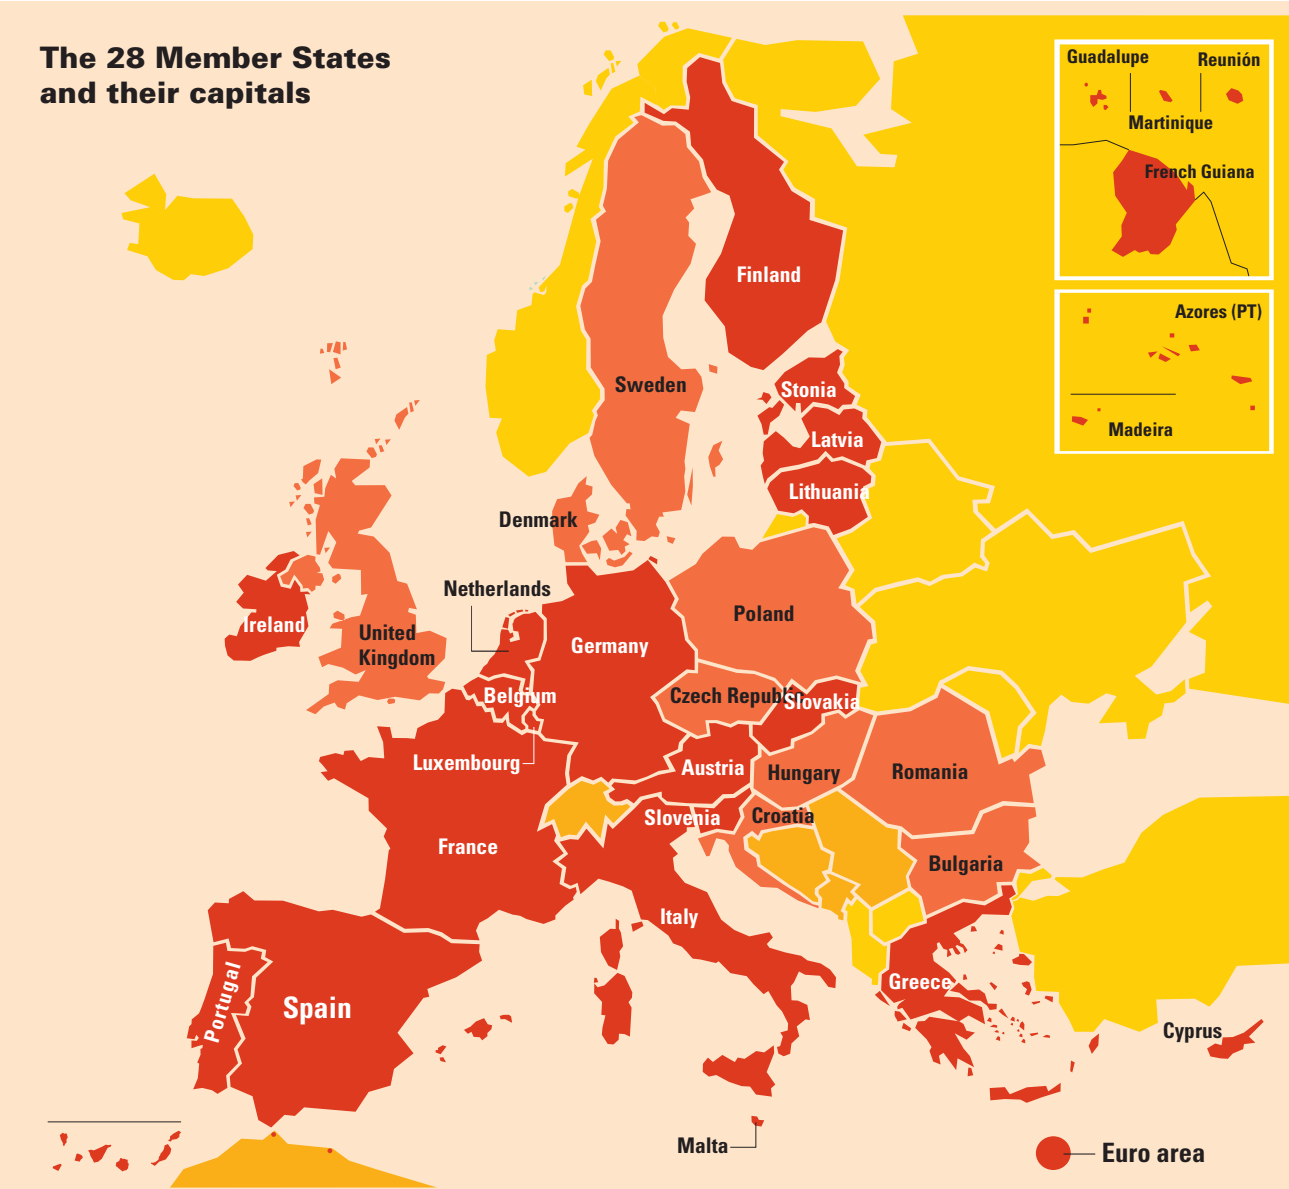 The 28 Member States
and their capitals
Guadalupe
Reunión
Martinique
French Guiana
Azores (PT)
Madeira
Finland
Sweden
Stonia
Latvia
Lithuania
Denmark
Netherlands
Ireland
United
Kingdom
Germany
Poland
Belgium
Czech Republic
Slovakia
Luxembourg
Austria
Hungary
Romania
Slovenia
Croatia
France
Bulgaria
Italy
Portugal
Spain
Greece
Cyprus
Malta
Euro area